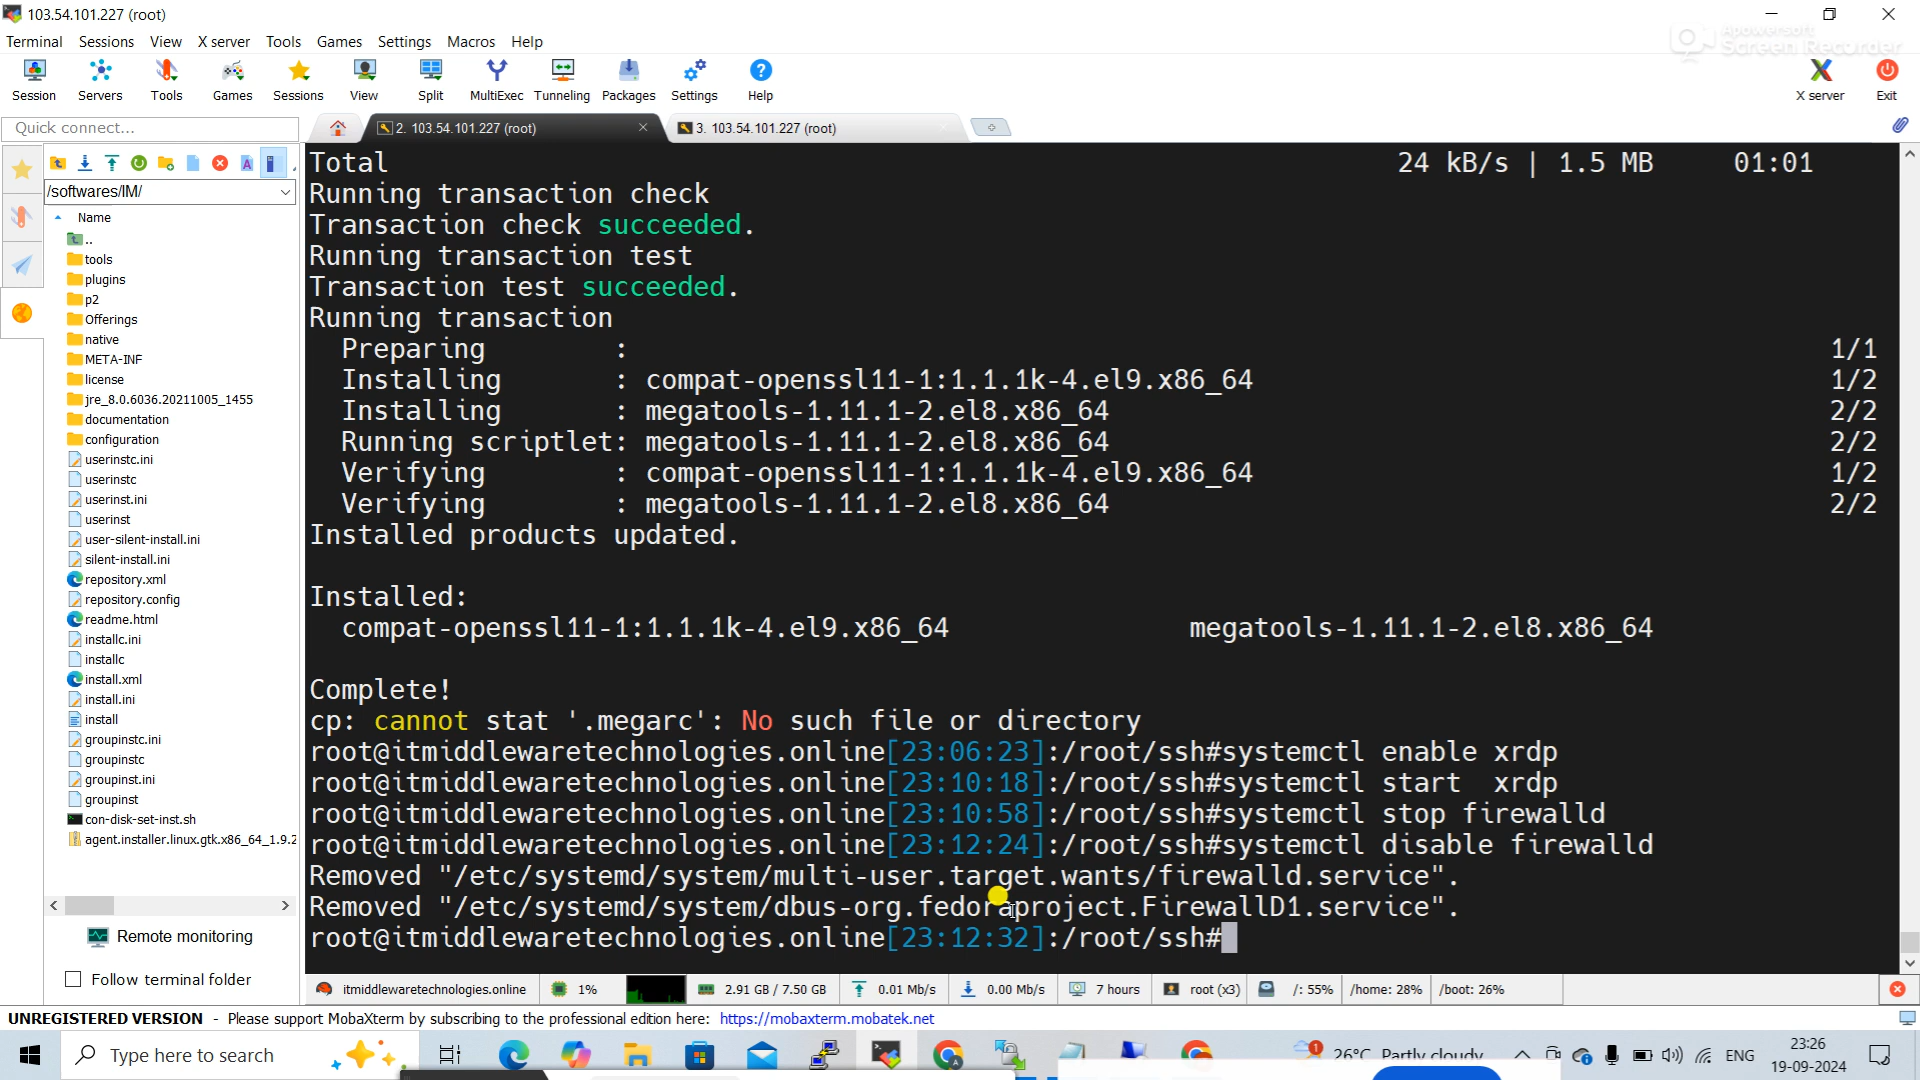 103.54.101.227 (root)
Apowersoft
Screen Recorder
Terminal Sessions View X server Tools Games Settings Macros Help
Session Servers Tools Games Sessions View Split MultiExec Tunneling Packages Settings Help X server Exit
Quick connect...
2. 103.54.101.227 (root)
3. 103.54.101.227 (root)
/softwares/IM/
Name
..
tools
plugins
p2
Offerings
native
META-INF
license
jre_8.0.6036.20211005_1455
documentation
configuration
userinstc.ini
userinstc
userinst.ini
userinst
user-silent-install.ini
silent-install.ini
repository.xml
repository.config
readme.html
installc.ini
installc
install.xml
install.ini
install
groupinstc.ini
groupinstc
groupinst.ini
groupinst
con-disk-set-inst.sh
agent.installer.linux.gtk.x86_64_1.9.2
Remote monitoring
Follow terminal folder
Total 24 kB/s | 1.5 MB 01:01
Running transaction check
Transaction check succeeded.
Running transaction test
Transaction test succeeded.
Running transaction
Preparing : 1/1
Installing : compat-openssl11-1:1.1.1k-4.el9.x86_64 1/2
Installing : megatools-1.11.1-2.el8.x86_64 2/2
Running scriptlet: megatools-1.11.1-2.el8.x86_64 2/2
Verifying : compat-openssl11-1:1.1.1k-4.el9.x86_64 1/2
Verifying : megatools-1.11.1-2.el8.x86_64 2/2
Installed products updated.
Installed:
compat-openssl11-1:1.1.1k-4.el9.x86_64 megatools-1.11.1-2.el8.x86_64
Complete!
cp: cannot stat '.megarc': No such file or directory
root@itmiddlewaretechnologies.online[23:06:23]:/root/ssh#systemctl enable xrdp
root@itmiddlewaretechnologies.online[23:10:18]:/root/ssh#systemctl start  xrdp
root@itmiddlewaretechnologies.online[23:10:58]:/root/ssh#systemctl stop firewalld
root@itmiddlewaretechnologies.online[23:12:24]:/root/ssh#systemctl disable firewalld
Removed "/etc/systemd/system/multi-user.target.wants/firewalld.service".
Removed "/etc/systemd/system/dbus-org.fedoraproject.FirewallD1.service".
root@itmiddlewaretechnologies.online[23:12:32]:/root/ssh#
itmiddlewaretechnologies.online 1% 2.91 GB / 7.50 GB 0.01 Mb/s 0.00 Mb/s 7 hours root (x3) /: 55% /home: 28% /boot: 26%
UNREGISTERED VERSION - Please support MobaXterm by subscribing to the professional edition here: https://mobaxterm.mobatek.net
Type here to search
1
26°C Partly cloudy
ENG
23:26
19-09-2024